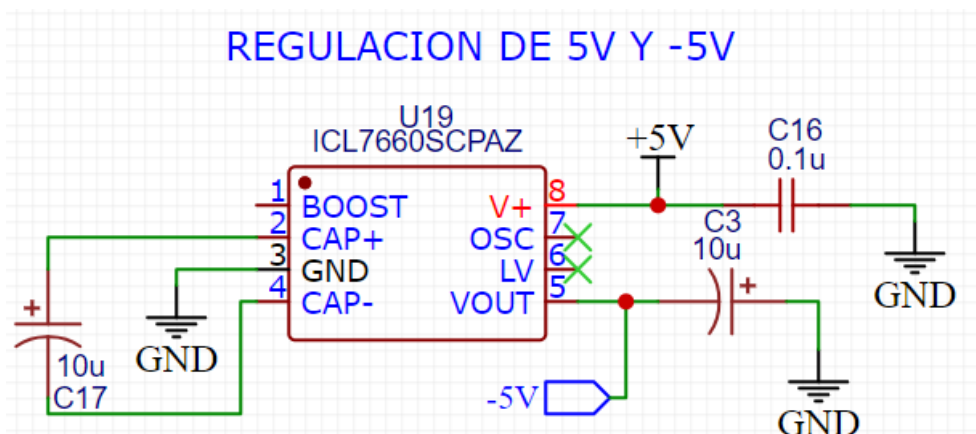 REGULACION DE 5V Y -5V
U19
ICL7660SCPAZ
+5V
C16
0.1u
1
BOOST
V+
8
2
CAP+
OSC
7
C3
10u
3
GND
LV
6
4
CAP-
VOUT
5
+
+
GND
GND
10u
C17
-5V
GND